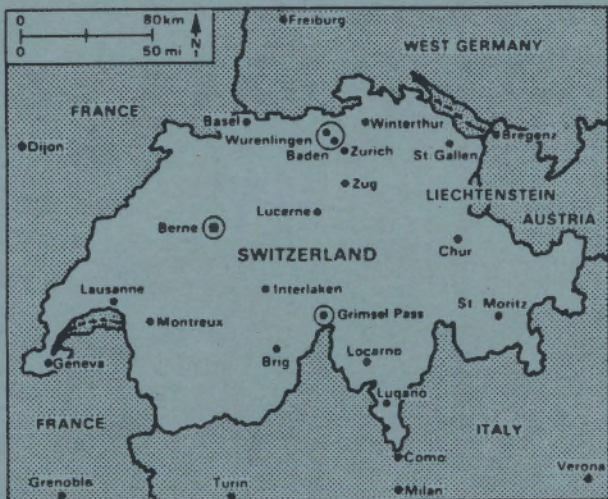 0 80km
N
0 50 mi
Freiburg
WEST GERMANY
FRANCE
Basel
Winterthur
Wurenlingen
Bregenz
Dijon
Baden
Zurich
St. Gallen
Zug
LIECHTENSTEIN
Lucerne
AUSTRIA
Berne
SWITZERLAND
Chur
Lausanne
Interlaken
Montreux
Grimsel Pass
St. Moritz
Geneva
Brig
Locarno
Lugano
FRANCE
ITALY
Como
Verona
Grenoble
Turin
Milan